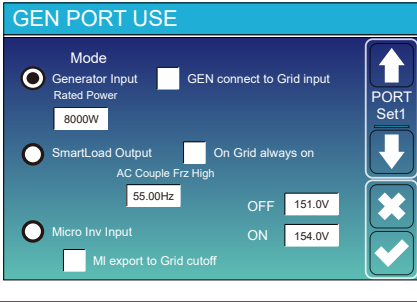 GEN PORT USE
Mode
Generator Input GEN connect to Grid input
Rated Power
PORT
Set1
8000W
SmartLoad Output On Grid always on
AC Couple Frz High
55.00Hz
OFF 151.0V
Micro Inv Input ON 154.0V
MI export to Grid cutoff